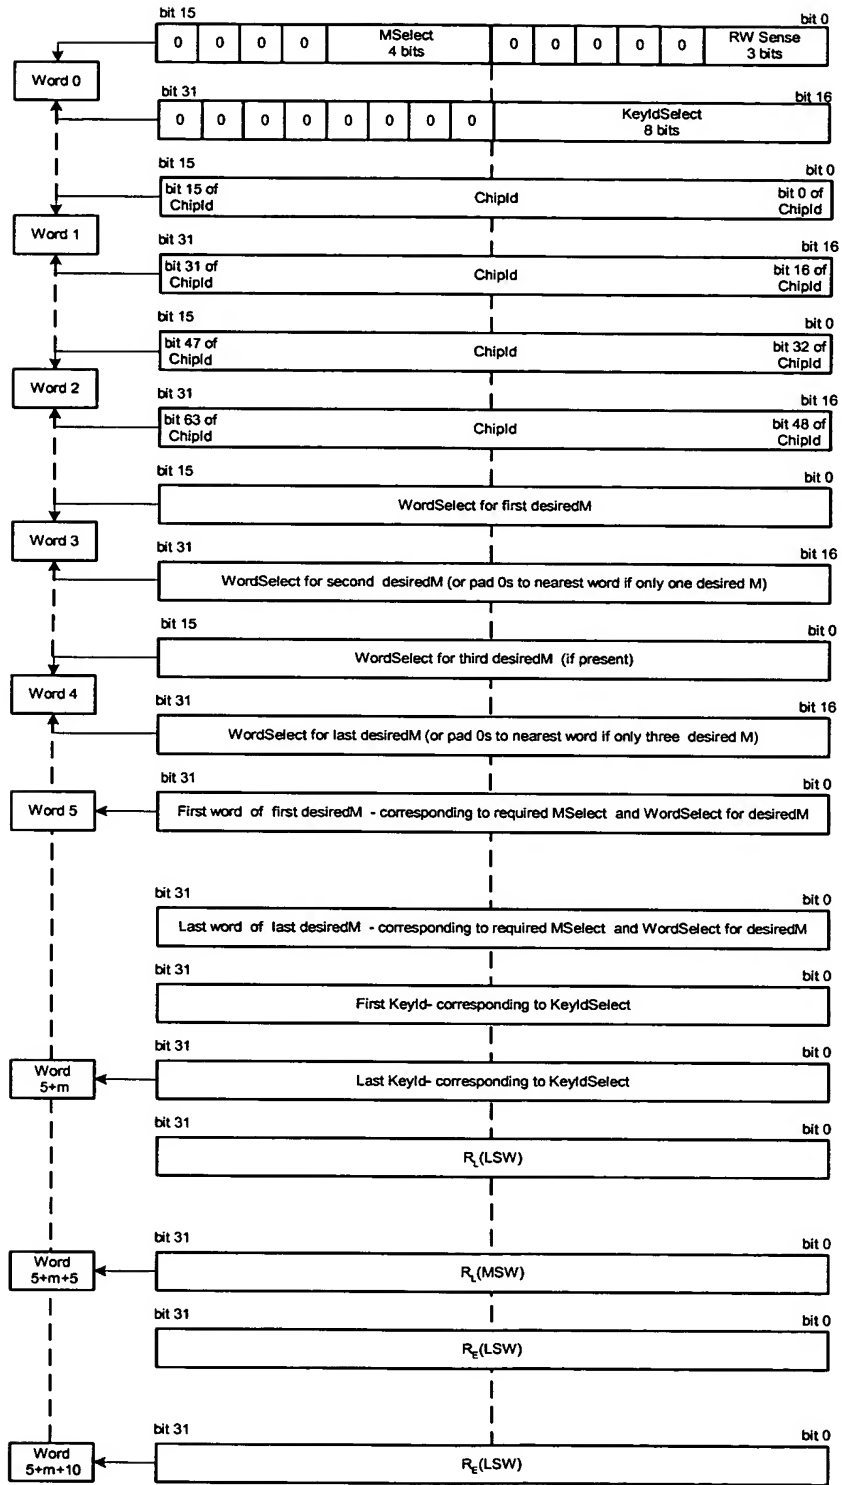 bit 15
bit 0
0 0 0 0 MSelect 4 bits 0 0 0 0 0 RW Sense 3 bits
Word 0
bit 31
bit 16
0 0 0 0 0 0 0 0 KeyIdSelect 8 bits
bit 15
bit 0
bit 15 of ChipId
ChipId
bit 0 of ChipId
Word 1
bit 31
bit 16
bit 31 of ChipId
ChipId
bit 16 of ChipId
bit 15
bit 0
bit 47 of ChipId
ChipId
bit 32 of ChipId
Word 2
bit 31
bit 16
bit 63 of ChipId
ChipId
bit 48 of ChipId
bit 15
bit 0
WordSelect for first desiredM
Word 3
bit 31
bit 16
WordSelect for second desiredM (or pad 0s to nearest word if only one desired M)
bit 15
bit 0
WordSelect for third desiredM (if present)
Word 4
bit 31
bit 16
WordSelect for last desiredM (or pad 0s to nearest word if only three desired M)
bit 31
bit 0
Word 5
First word of first desiredM - corresponding to required MSelect and WordSelect for desiredM
bit 31
bit 0
Last word of last desiredM - corresponding to required MSelect and WordSelect for desiredM
bit 31
bit 0
First KeyId- corresponding to KeyIdSelect
bit 31
bit 0
Word 5+m
Last KeyId- corresponding to KeyIdSelect
bit 31
bit 0
R_L(LSW)
bit 31
bit 0
Word 5+m+5
R_L(MSW)
bit 31
bit 0
R_E(LSW)
bit 31
bit 0
Word 5+m+10
R_E(LSW)